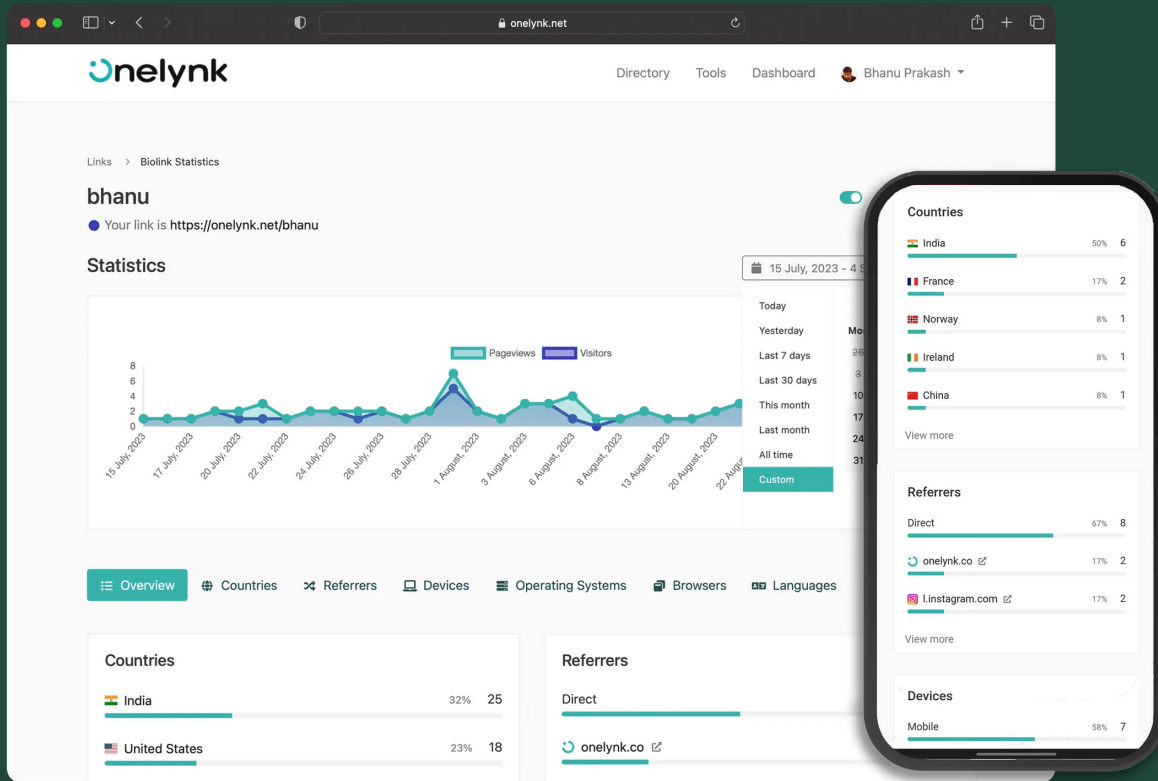 onelynk.net
onelynk
Directory Tools Dashboard Bhanu Prakash
Links > Biolink Statistics
bhanu
Your link is https://onelynk.net/bhanu
Statistics
15 July, 2023 - 4 S
Today
Yesterday
Last 7 days
Last 30 days
This month
Last month
All time
Custom
Mo
26
3
10
17
24
31
Pageviews Visitors
8
6
4
2
0
15 July, 2023
17 July, 2023
20 July, 2023
22 July, 2023
24 July, 2023
26 July, 2023
28 July, 2023
1 August, 2023
3 August, 2023
6 August, 2023
8 August, 2023
13 August, 2023
20 August, 2023
22 Augus
Overview Countries Referrers Devices Operating Systems Browsers Languages
Countries
India 32% 25
United States 23% 18
Referrers
Direct
onelynk.co
Countries
India 50% 6
France 17% 2
Norway 8% 1
Ireland 8% 1
China 8% 1
View more
Referrers
Direct 67% 8
onelynk.co 17% 2
l.instagram.com 17% 2
View more
Devices
Mobile 58% 7